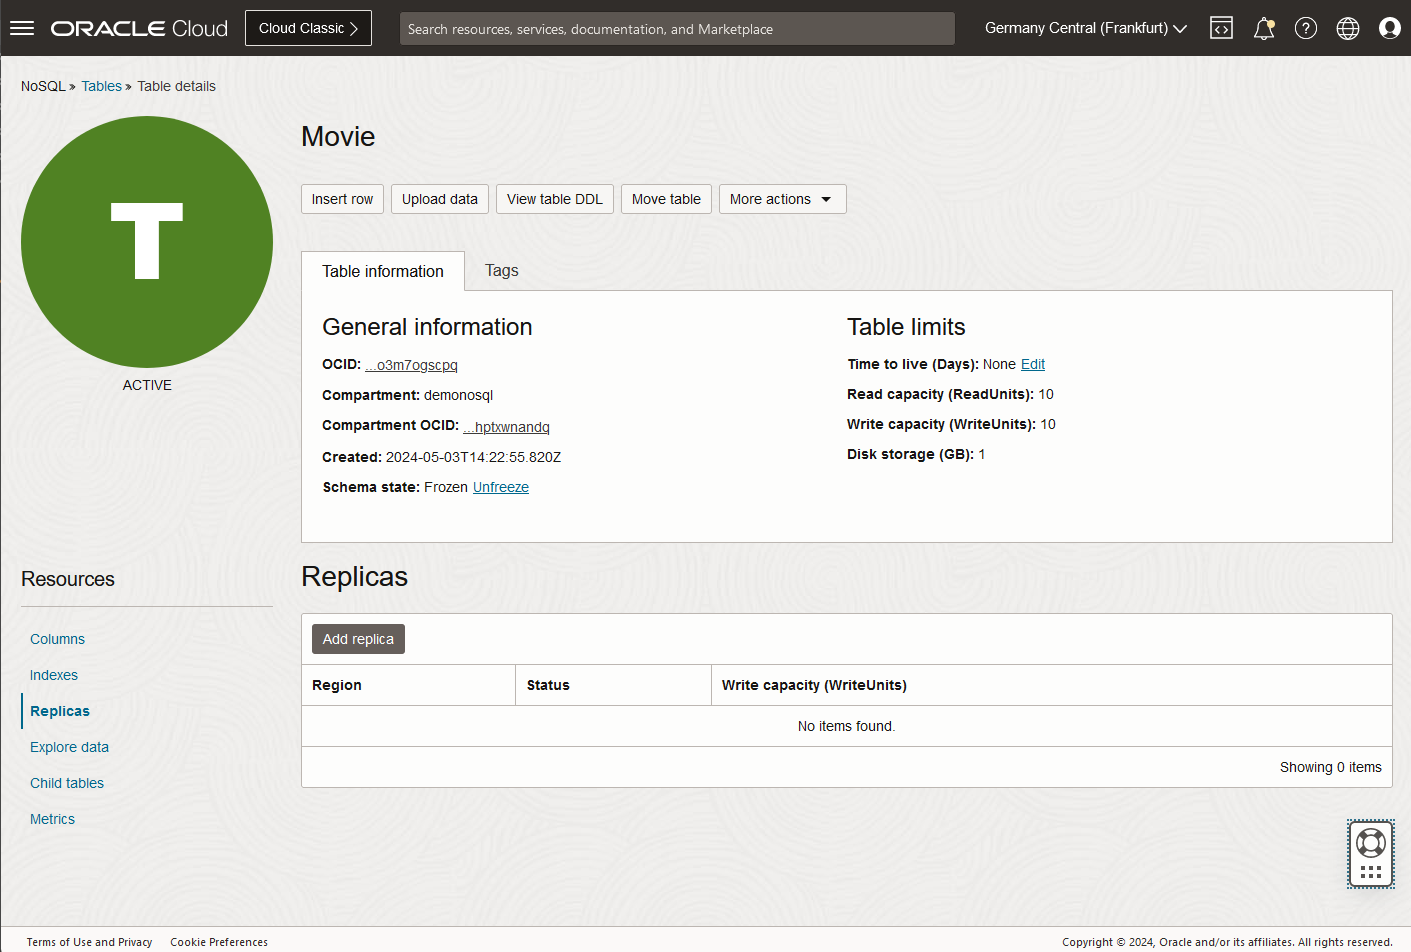 ORACLE Cloud
Cloud Classic
Search resources, services, documentation, and Marketplace
Germany Central (Frankfurt)
NoSQL » Tables » Table details
T
ACTIVE
Movie
Insert row
Upload data
View table DDL
Move table
More actions
Table information
Tags
General information
OCID: ...o3m7ogscpq
Compartment: demonosql
Compartment OCID: ...hptxwnandq
Created: 2024-05-03T14:22:55.820Z
Schema state: Frozen Unfreeze
Table limits
Time to live (Days): None Edit
Read capacity (ReadUnits): 10
Write capacity (WriteUnits): 10
Disk storage (GB): 1
Resources
Columns
Indexes
Replicas
Explore data
Child tables
Metrics
Replicas
Add replica
Region Status Write capacity (WriteUnits)
No items found.
Showing 0 items
Terms of Use and Privacy Cookie Preferences
Copyright © 2024, Oracle and/or its affiliates. All rights reserved.